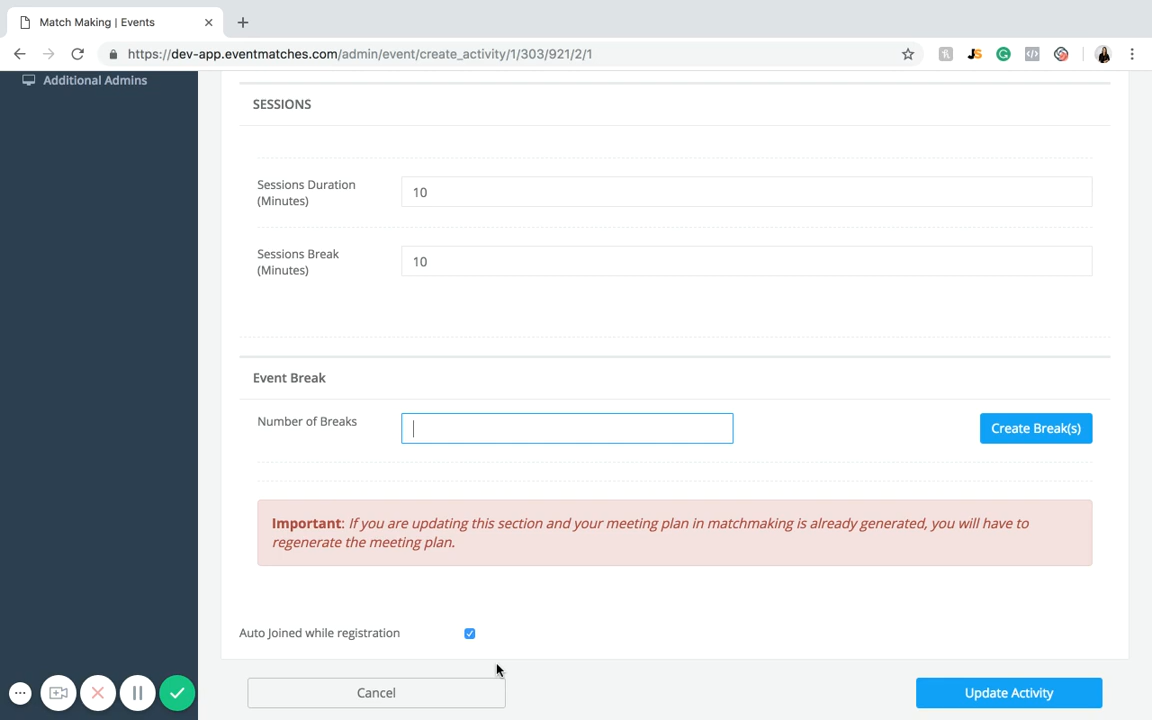 Match Making | Events
https://dev-app.eventmatches.com/admin/event/create_activity/1/303/921/2/1
JS
Additional Admins
SESSIONS
Sessions Duration
(Minutes)
10
Sessions Break
(Minutes)
10
Event Break
Number of Breaks
Create Break(s)
Important: If you are updating this section and your meeting plan in matchmaking is already generated, you will have to
regenerate the meeting plan.
Auto Joined while registration
Cancel
Update Activity